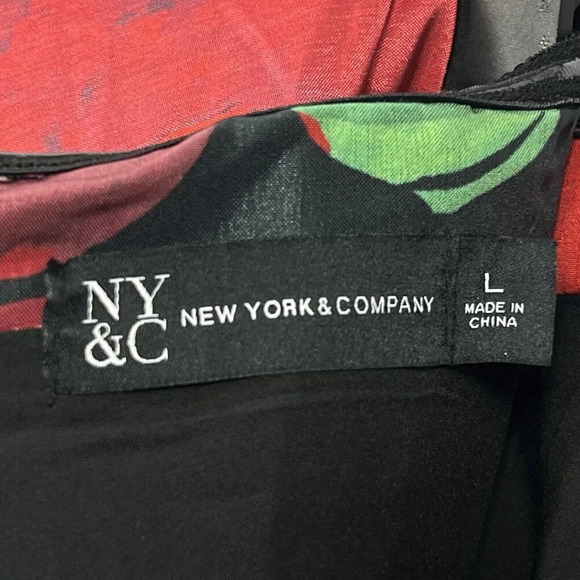 NY
&C
NEW YORK & COMPANY
L
MADE IN
CHINA